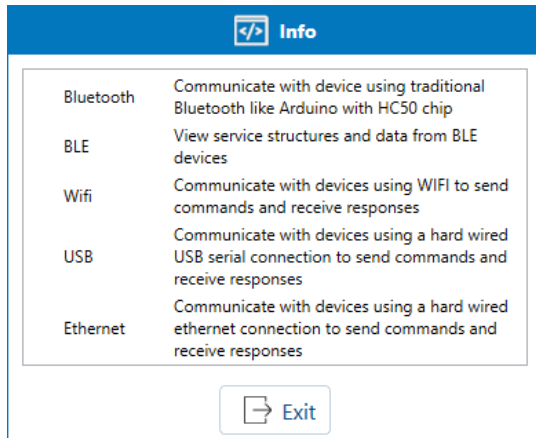 Info
Bluetooth
Communicate with device using traditional
Bluetooth like Arduino with HC50 chip
BLE
View service structures and data from BLE
devices
Wifi
Communicate with devices using WIFI to send
commands and receive responses
USB
Communicate with devices using a hard wired
USB serial connection to send commands and
receive responses
Ethernet
Communicate with devices using a hard wired
ethernet connection to send commands and
receive responses
Exit